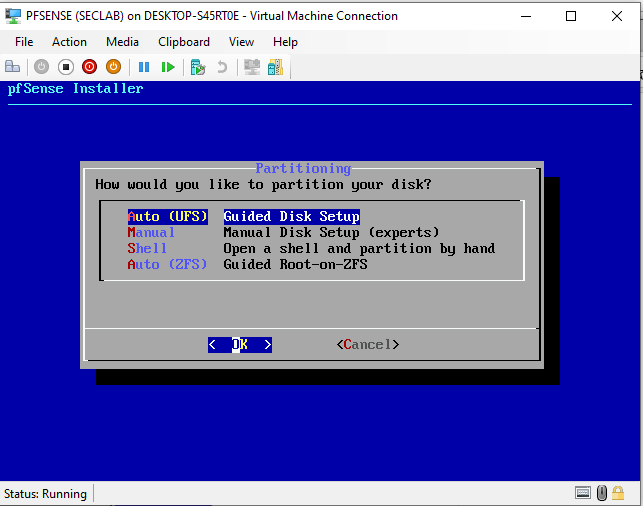 PFSENSE (SECLAB) on DESKTOP-S45RT0E - Virtual Machine Connection
File Action Media Clipboard View Help
pfSense Installer
Partitioning
How would you like to partition your disk?
Auto (UFS) Guided Disk Setup
Manual Manual Disk Setup (experts)
Shell Open a shell and partition by hand
Auto (ZFS) Guided Root-on-ZFS
< OK > <Cancel>
Status: Running